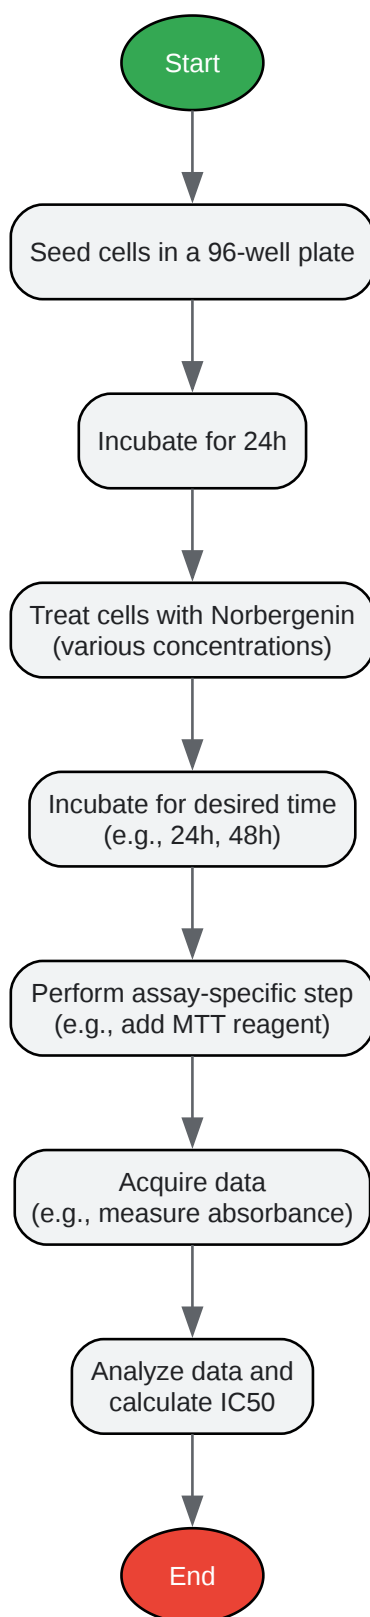 Start
Seed cells in a 96-well plate
Incubate for 24h
Treat cells with Norbergenin
(various concentrations)
Incubate for desired time
(e.g., 24h, 48h)
Perform assay-specific step
(e.g., add MTT reagent)
Acquire data
(e.g., measure absorbance)
Analyze data and
calculate IC50
End